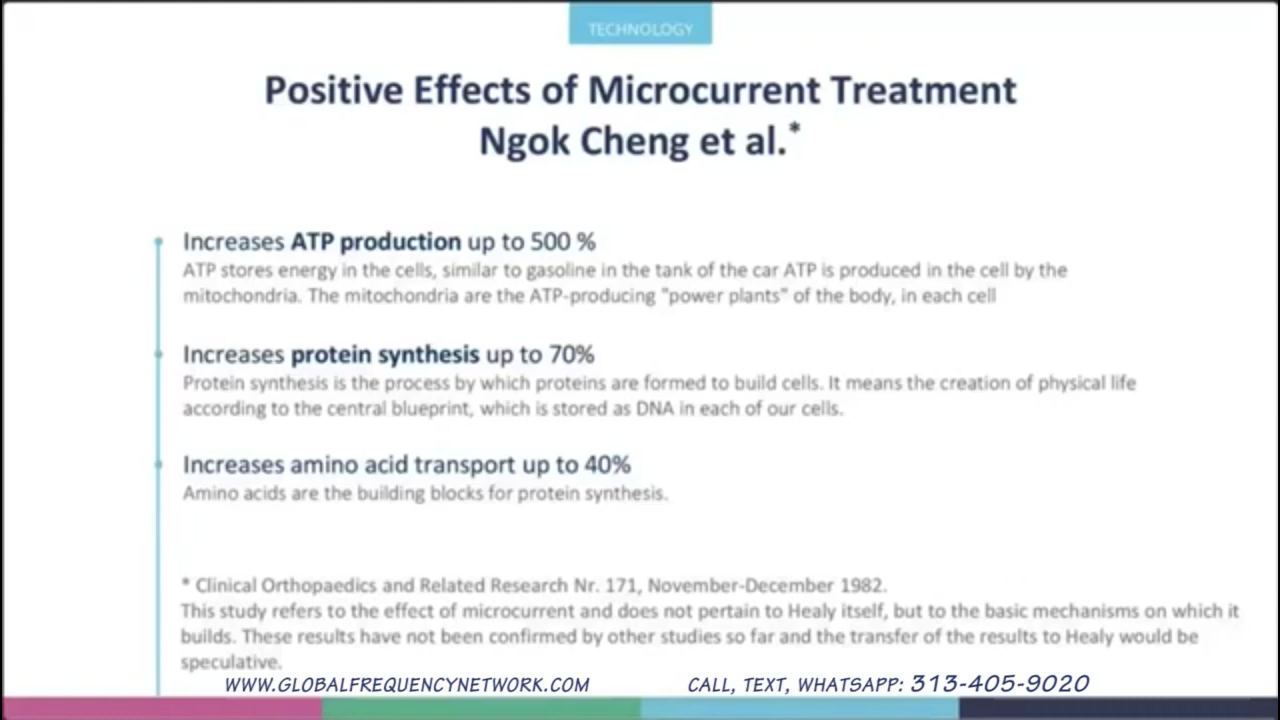 TECHNOLOGY
Positive Effects of Microcurrent Treatment
Ngok Cheng et al.*
Increases ATP production up to 500 %
ATP stores energy in the cells, similar to gasoline in the tank of the car ATP is produced in the cell by the
mitochondria. The mitochondria are the ATP-producing "power plants" of the body, in each cell
Increases protein synthesis up to 70%
Protein synthesis is the process by which proteins are formed to build cells. It means the creation of physical life
according to the central blueprint, which is stored as DNA in each of our cells.
Increases amino acid transport up to 40%
Amino acids are the building blocks for protein synthesis.
* Clinical Orthopaedics and Related Research Nr. 171, November-December 1982.
This study refers to the effect of microcurrent and does not pertain to Healy itself, but to the basic mechanisms on which it
builds. These results have not been confirmed by other studies so far and the transfer of the results to Healy would be
speculative.
WWW.GLOBALFREQUENCYNETWORK.COM CALL, TEXT, WHATSAPP: 313-405-9020